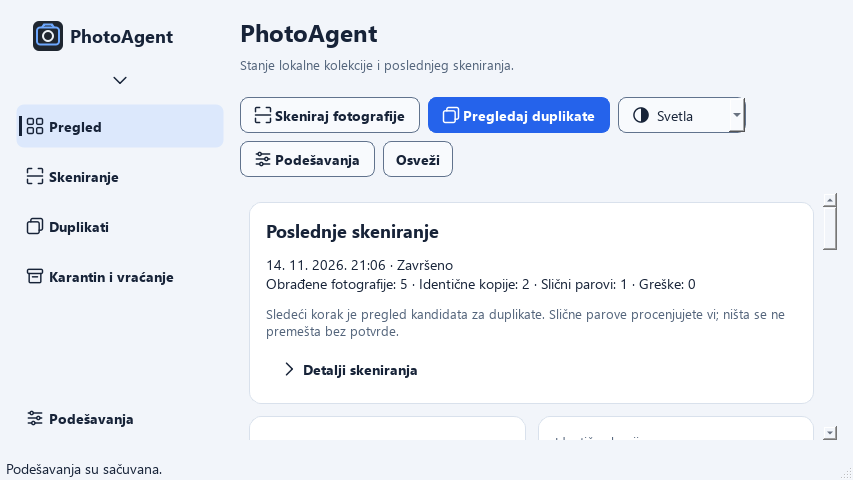 PhotoAgent
Pregled
Skeniranje
Duplikati
Karantin i vraćanje
Podešavanja
PhotoAgent
Stanje lokalne kolekcije i poslednjeg skeniranja.
Skeniraj fotografije
Pregledaj duplikate
Svetla
Podešavanja
Osveži
Poslednje skeniranje
14. 11. 2026. 21:06 · Završeno
Obrađene fotografije: 5 · Identične kopije: 2 · Slični parovi: 1 · Greške: 0
Sledeći korak je pregled kandidata za duplikate. Slične parove procenjujete vi; ništa se ne
premešta bez potvrde.
Detalji skeniranja
Podešavanja su sačuvana.